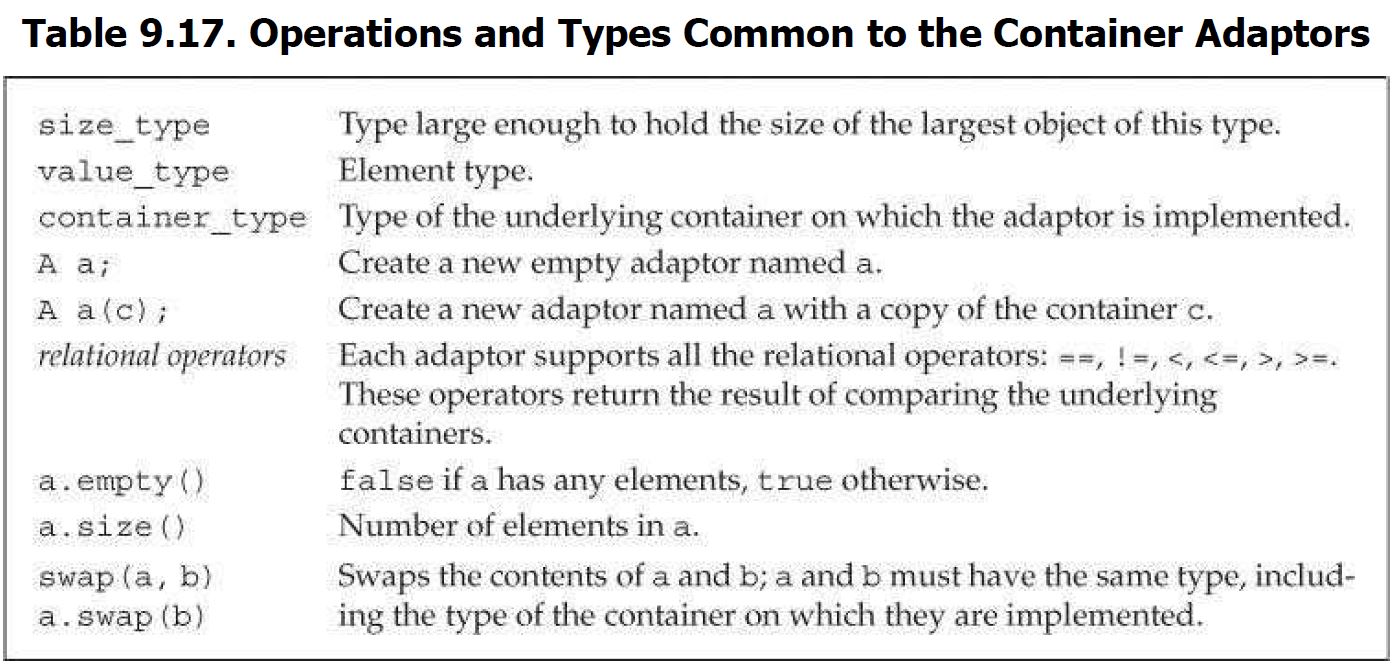 Table 9.17. Operations and Types Common to the Container Adaptors
size_type Type large enough to hold the size of the largest object of this type.
value_type Element type.
container_type Type of the underlying container on which the adaptor is implemented.
A a; Create a new empty adaptor named a.
A a(c); Create a new adaptor named a with a copy of the container c.
relational operators Each adaptor supports all the relational operators: ==, !=, <, <=, >, >=.
These operators return the result of comparing the underlying
containers.
a.empty() false if a has any elements, true otherwise.
a.size() Number of elements in a.
swap(a, b) Swaps the contents of a and b; a and b must have the same type, includ-
a.swap(b) ing the type of the container on which they are implemented.